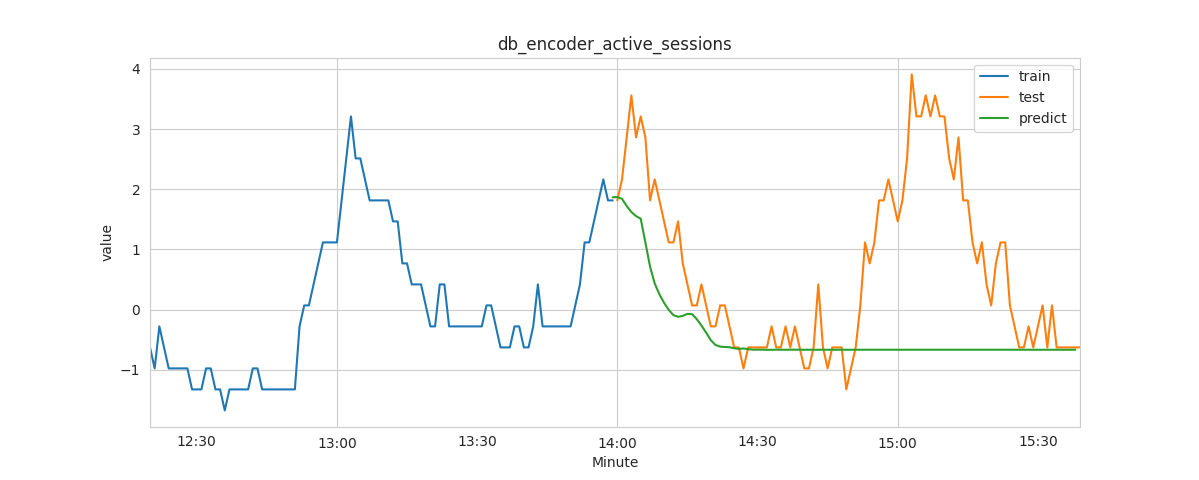 db_encoder_active_sessions
train
test
predict
value
4
3
2
1
0
−1
12:30
13:00
13:30
14:00
14:30
15:00
15:30
Minute